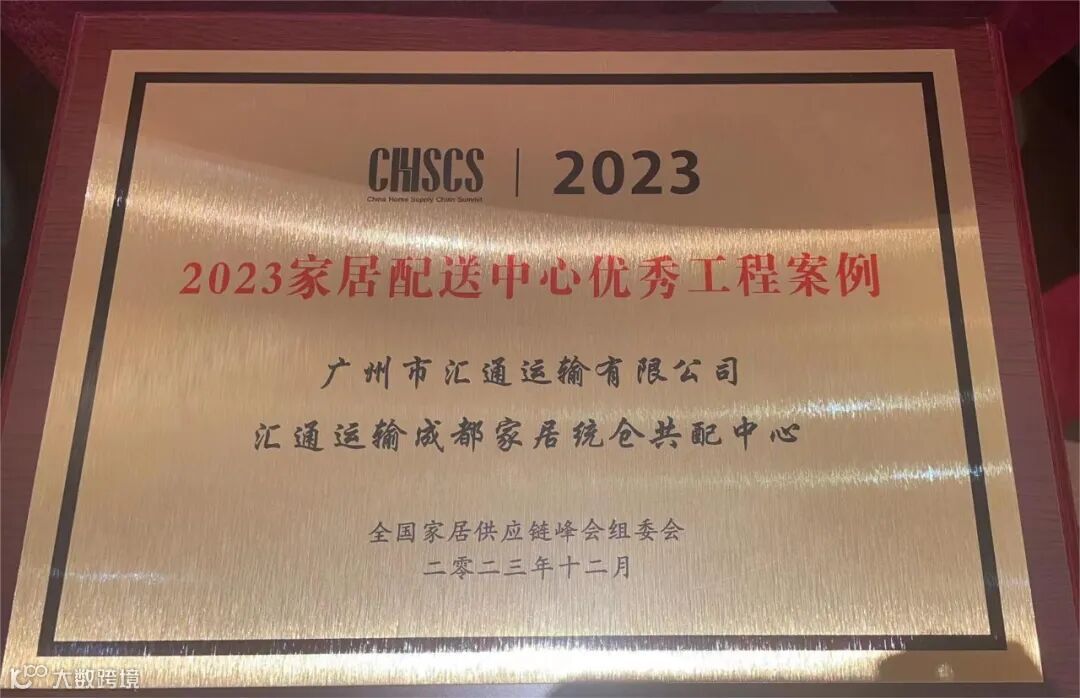 CHSCS | 2023
China Home Supply Chain Summit
2023家居配送中心优秀工程案例
广州市汇通运输有限公司
汇通运输成都家居统仓共配中心
全国家居供应链峰会组委会
二零二三年十二月
大数跨境